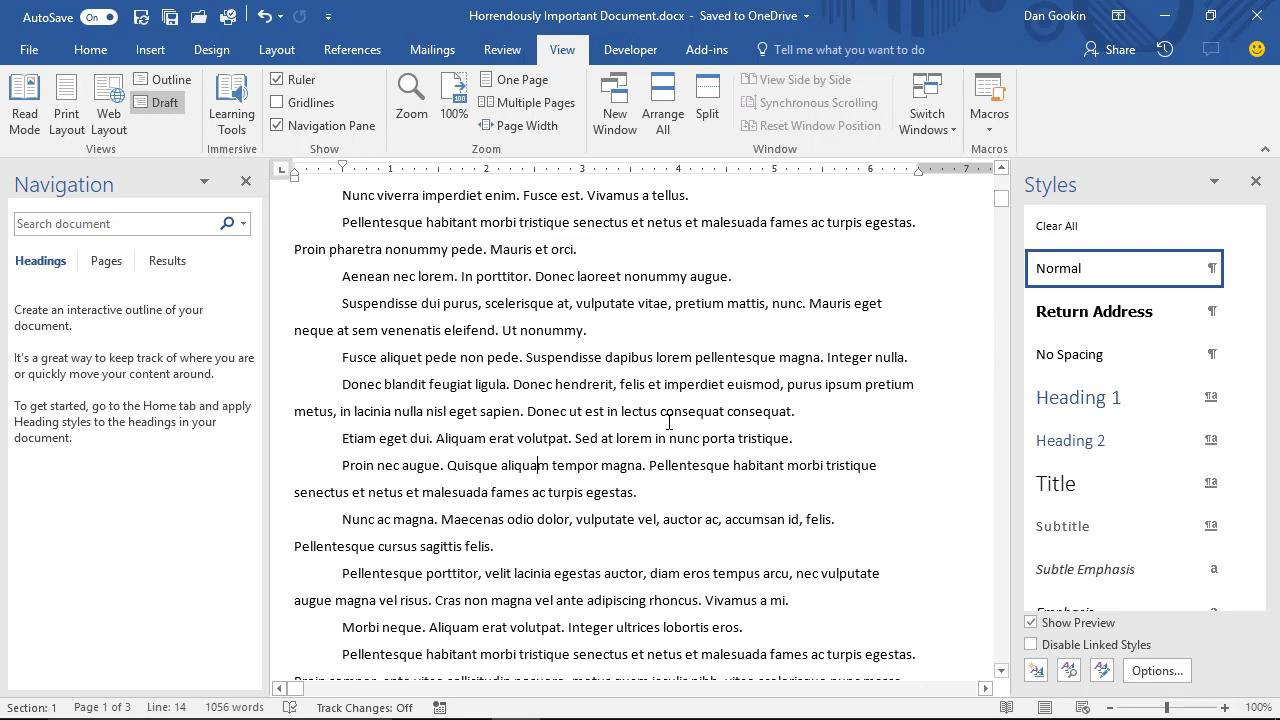 AutoSave On Horrendously Important Document.docx - Saved to OneDrive Dan Gookin
File Home Insert Design Layout References Mailings Review View Developer Add-ins Tell me what you want to do Share
Read Mode
Print Layout
Web Layout
Outline
Draft
Views
Learning Tools
Immersive
Ruler
Gridlines
Navigation Pane
Show
Zoom
100
100%
One Page
Multiple Pages
Page Width
Zoom
New Window
Arrange All
Split
View Side by Side
Synchronous Scrolling
Reset Window Position
Window
Switch Windows
Macros
Macros
Navigation
Search document
Headings Pages Results
Create an interactive outline of your
document.
It's a great way to keep track of where you are
or quickly move your content around.
To get started, go to the Home tab and apply
Heading styles to the headings in your
document.
L 1 2 3 4 5 6 7
Nunc viverra imperdiet enim. Fusce est. Vivamus a tellus.
Pellentesque habitant morbi tristique senectus et netus et malesuada fames ac turpis egestas.
Proin pharetra nonummy pede. Mauris et orci.
Aenean nec lorem. In porttitor. Donec laoreet nonummy augue.
Suspendisse dui purus, scelerisque at, vulputate vitae, pretium mattis, nunc. Mauris eget
neque at sem venenatis eleifend. Ut nonummy.
Fusce aliquet pede non pede. Suspendisse dapibus lorem pellentesque magna. Integer nulla.
Donec blandit feugiat ligula. Donec hendrerit, felis et imperdiet euismod, purus ipsum pretium
metus, in lacinia nulla nisl eget sapien. Donec ut est in lectus consequat consequat.
Etiam eget dui. Aliquam erat volutpat. Sed at lorem in nunc porta tristique.
Proin nec augue. Quisque aliquam tempor magna. Pellentesque habitant morbi tristique
senectus et netus et malesuada fames ac turpis egestas.
Nunc ac magna. Maecenas odio dolor, vulputate vel, auctor ac, accumsan id, felis.
Pellentesque cursus sagittis felis.
Pellentesque porttitor, velit lacinia egestas auctor, diam eros tempus arcu, nec vulputate
augue magna vel risus. Cras non magna vel ante adipiscing rhoncus. Vivamus a mi.
Morbi neque. Aliquam erat volutpat. Integer ultrices lobortis eros.
Pellentesque habitant morbi tristique senectus et netus et malesuada fames ac turpis egestas.
Styles
Clear All
Normal ¶
Return Address ¶
No Spacing ¶
Heading 1 ¶a
Heading 2 ¶a
Title ¶a
Subtitle ¶a
Subtle Emphasis a
Emphasis
Show Preview
Disable Linked Styles
Options...
Section: 1 Page 1 of 3 Line: 14 1056 words Track Changes: Off 100%